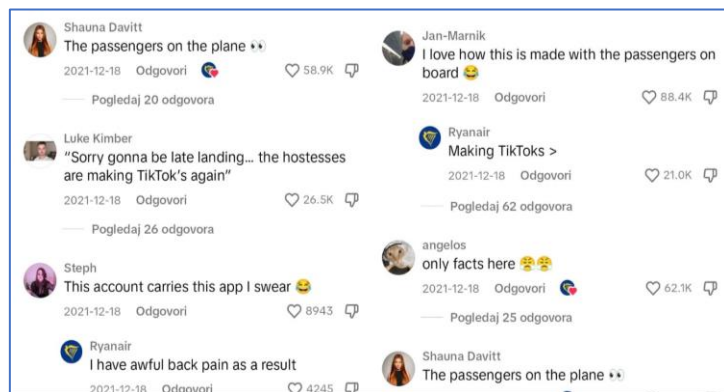 Shauna Davitt
The passengers on the plane 👀
2021-12-18 Odgovori 58.9K
Pogledaj 20 odgovora
Luke Kimber
“Sorry gonna be late landing... the hostesses
are making TikTok's again”
2021-12-18 Odgovori 26.5K
Pogledaj 26 odgovora
Steph
This account carries this app I swear 😂
2021-12-18 Odgovori 8943
Ryanair
I have awful back pain as a result
2021-12-18 Odgovori 4245
Jan-Marnik
I love how this is made with the passengers on
board 😂
2021-12-18 Odgovori 88.4K
Ryanair
Making TikToks >
2021-12-18 Odgovori 21.0K
Pogledaj 62 odgovora
angelos
only facts here 😤😤
2021-12-18 Odgovori 62.1K
Pogledaj 25 odgovora
Shauna Davitt
The passengers on the plane 👀